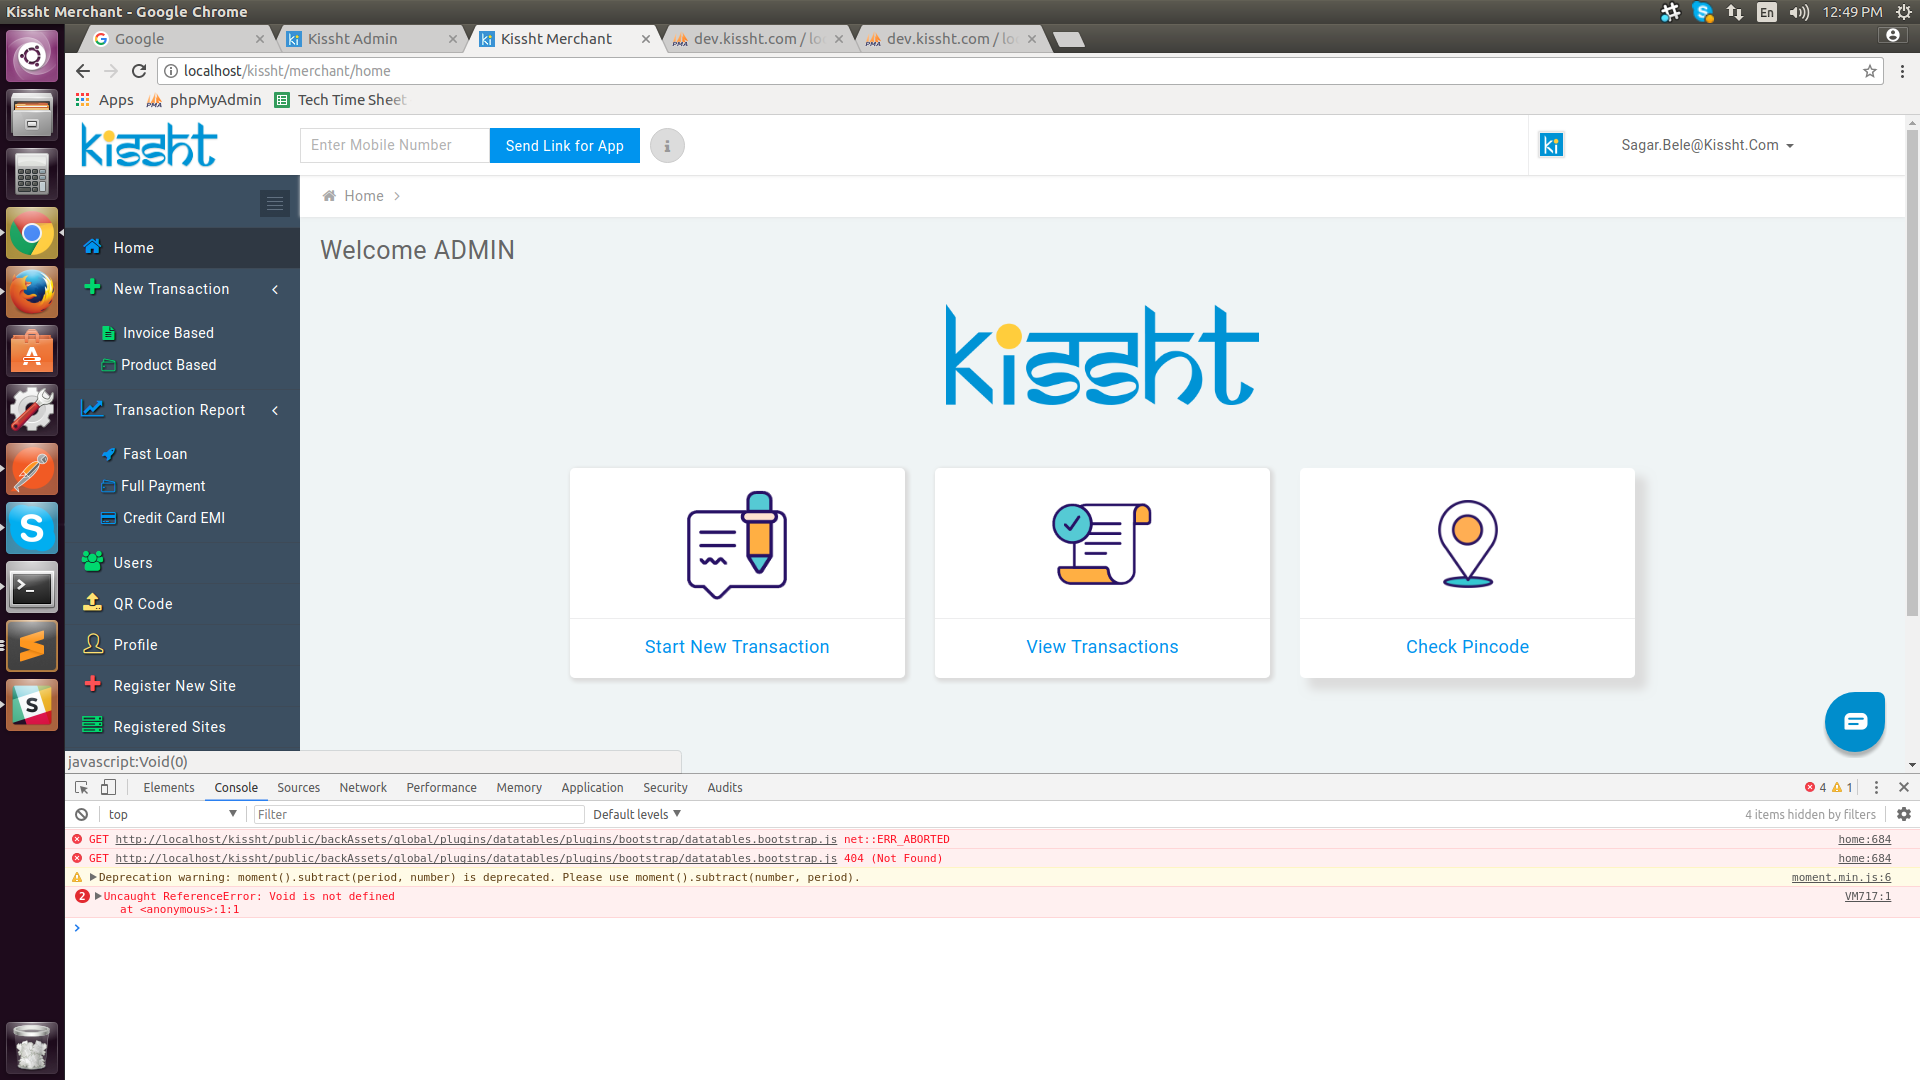 Kissht Merchant - Google Chrome
En
12:49 PM
Google
Kissht Admin
Kissht Merchant
dev.kissht.com / lo
dev.kissht.com / lo
localhost/kissht/merchant/home
Apps
phpMyAdmin
Tech Time Sheet
kissht
Enter Mobile Number
Send Link for App
Ki
Sagar.Bele@Kissht.Com
Home
Home
Welcome ADMIN
New Transaction
Invoice Based
Product Based
Transaction Report
Fast Loan
Full Payment
Credit Card EMI
Users
QR Code
Profile
Register New Site
Registered Sites
kissht
Start New Transaction
View Transactions
Check Pincode
javascript:Void(0)
Elements
Console
Sources
Network
Performance
Memory
Application
Security
Audits
4
1
top
Filter
Default levels
4 items hidden by filters
GET http://localhost/kissht/public/backAssets/global/plugins/datatables/plugins/bootstrap/datatables.bootstrap.js net::ERR_ABORTED
home:684
GET http://localhost/kissht/public/backAssets/global/plugins/datatables/plugins/bootstrap/datatables.bootstrap.js 404 (Not Found)
home:684
Deprecation warning: moment().subtract(period, number) is deprecated. Please use moment().subtract(number, period).
moment.min.js:6
2 Uncaught ReferenceError: Void is not defined
VM717:1
at <anonymous>:1:1